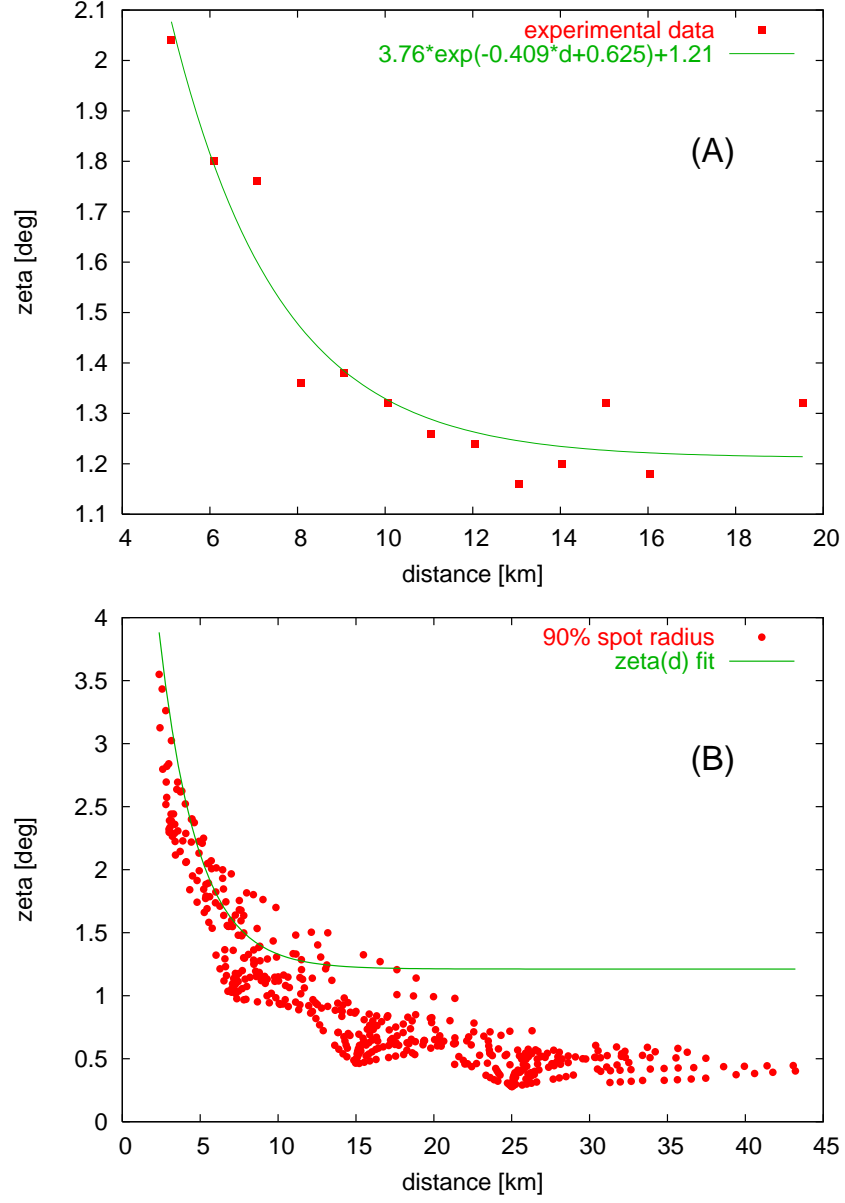 2.1
2
1.9
1.8
1.7
1.6
1.5
1.4
1.3
1.2
1.1
4 6 8 10 12 14 16 18 20
zeta [deg]
distance [km]
experimental data
3.76*exp(-0.409*d+0.625)+1.21
(A)
4
3.5
3
2.5
2
1.5
1
0.5
0
0 5 10 15 20 25 30 35 40 45
zeta [deg]
distance [km]
90% spot radius
zeta(d) fit
(B)